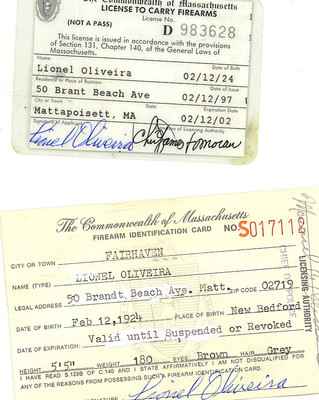 The Commonwealth of Massachusetts
LICENSE TO CARRY FIREARMS
(NOT A PASS)
License No.
D 983628
This license is issued in accordance with the provisions
of Section 131, Chapter 140, of the General Laws of
Massachusetts.
Name
Lionel Oliveira 02/12/24
Residence or Place of Business Date of Issue
50 Brant Beach Ave 02/12/97
City or Town Expiration Date
Mattapoisett, MA 02/12/02
Signature of Applicant of Licensing Authority
Lionel Oliveira
The Commonwealth of Massachusetts
FIREARM IDENTIFICATION CARD NO. S01711
CITY OR TOWN FAIRHAVEN
NAME (TYPE) LIONEL OLIVEIRA
LEGAL ADDRESS 50 Brandt Beach Ave. Matt. ZIP CODE 02719
DATE OF BIRTH Feb 12, 1924 PLACE OF BIRTH New Bedford
DATE OF EXPIRATION: Valid until Suspended or Revoked
HEIGHT 5'5" WEIGHT 180 EYES Brown HAIR Grey
I HAVE READ S.129B OF C.140 AND I STATE AFFIRMATIVELY I AM NOT DISQUALIFIED FOR
ANY OF THE REASONS FROM POSSESSING SUCH A FIREARM IDENTIFICATION CARD.
Lionel Oliveira
CHIEF OF POLICE
LICENSING AUTHORITY